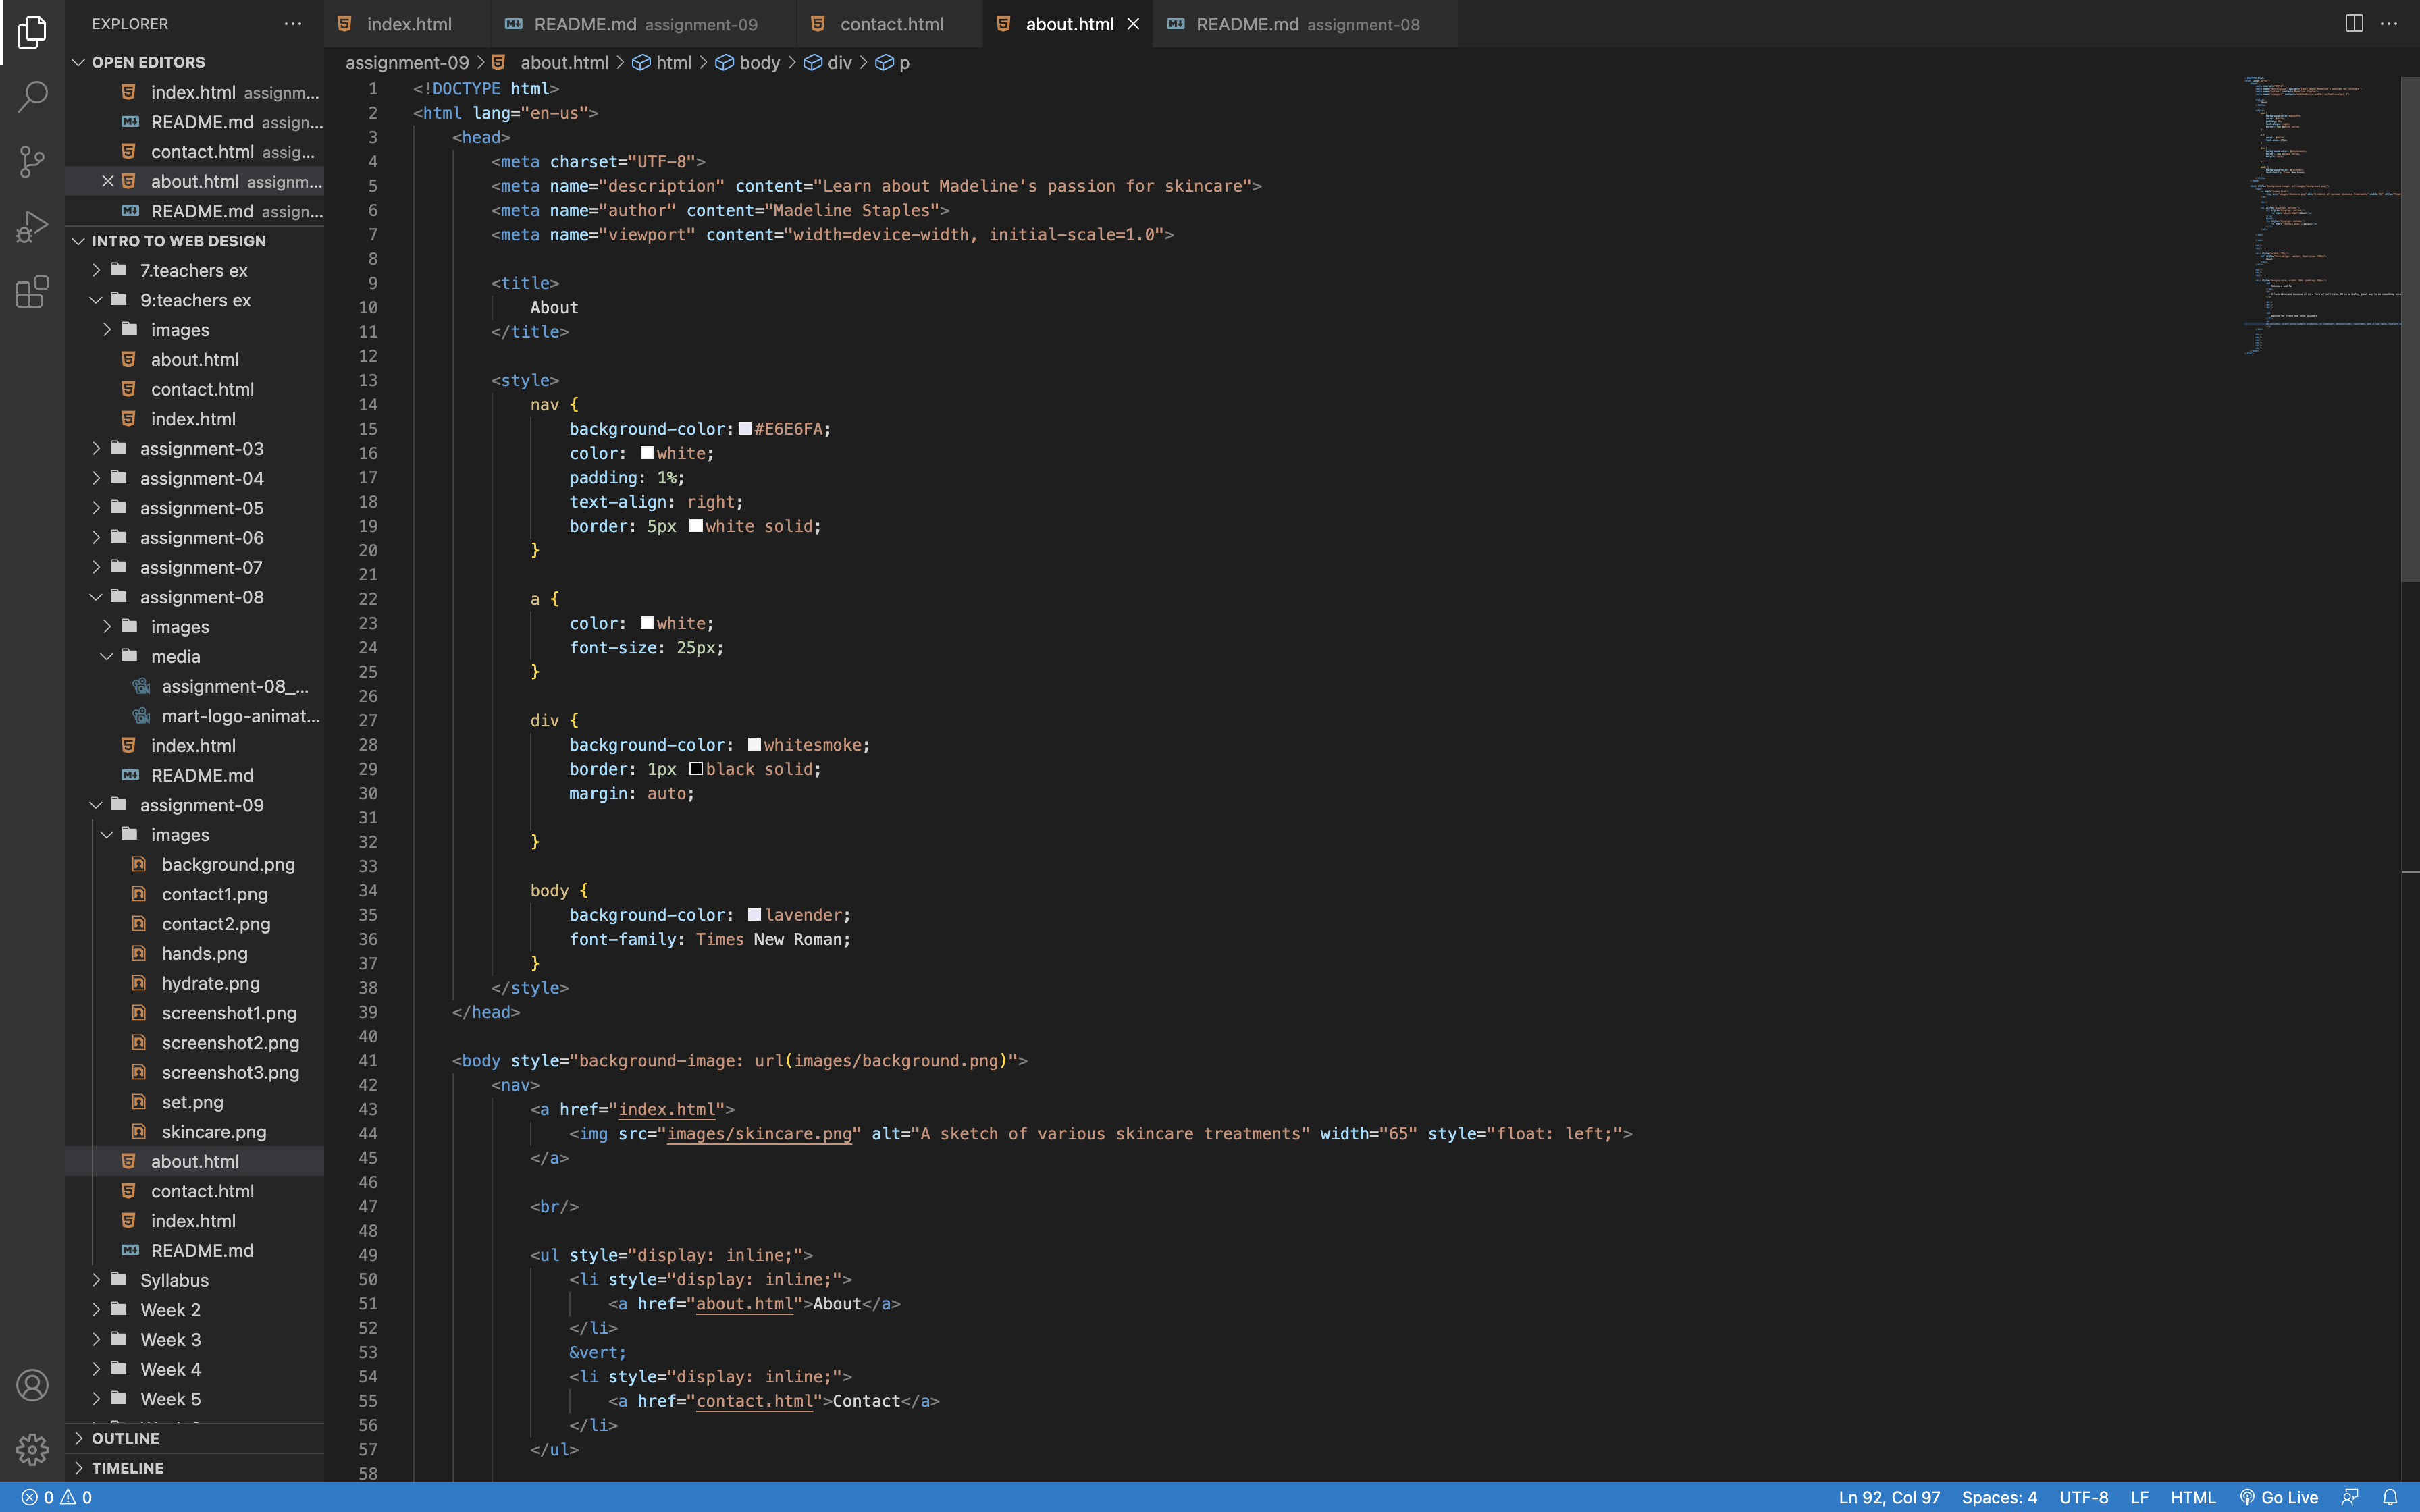 EXPLORER
index.html
README.md assignment-09
contact.html
about.html
README.md assignment-08
OPEN EDITORS
index.html assignm...
README.md assign...
contact.html assig...
about.html assignm...
README.md assign...
INTRO TO WEB DESIGN
7.teachers ex
9:teachers ex
images
about.html
contact.html
index.html
assignment-03
assignment-04
assignment-05
assignment-06
assignment-07
assignment-08
images
media
assignment-08_...
mart-logo-animat...
index.html
README.md
assignment-09
images
background.png
contact1.png
contact2.png
hands.png
hydrate.png
screenshot1.png
screenshot2.png
screenshot3.png
set.png
skincare.png
about.html
contact.html
index.html
README.md
Syllabus
Week 2
Week 3
Week 4
Week 5
OUTLINE
TIMELINE
assignment-09 > about.html > html > body > div > p
1 <!DOCTYPE html>
2 <html lang="en-us">
3 <head>
4 <meta charset="UTF-8">
5 <meta name="description" content="Learn about Madeline's passion for skincare">
6 <meta name="author" content="Madeline Staples">
7 <meta name="viewport" content="width=device-width, initial-scale=1.0">
8
9 <title>
10 About
11 </title>
12
13 <style>
14 nav {
15 background-color: #E6E6FA;
16 color: white;
17 padding: 1%;
18 text-align: right;
19 border: 5px white solid;
20 }
21
22 a {
23 color: white;
24 font-size: 25px;
25 }
26
27 div {
28 background-color: whitesmoke;
29 border: 1px black solid;
30 margin: auto;
31
32 }
33
34 body {
35 background-color: lavender;
36 font-family: Times New Roman;
37 }
38 </style>
39 </head>
40
41 <body style="background-image: url(images/background.png)">
42 <nav>
43 <a href="index.html">
44 <img src="images/skincare.png" alt="A sketch of various skincare treatments" width="65" style="float: left;">
45 </a>
46
47 <br/>
48
49 <ul style="display: inline;">
50 <li style="display: inline;">
51 <a href="about.html">About</a>
52 </li>
53 &vert;
54 <li style="display: inline;">
55 <a href="contact.html">Contact</a>
56 </li>
57 </ul>
58
0 0
Ln 92, Col 97 Spaces: 4 UTF-8 LF HTML Go Live